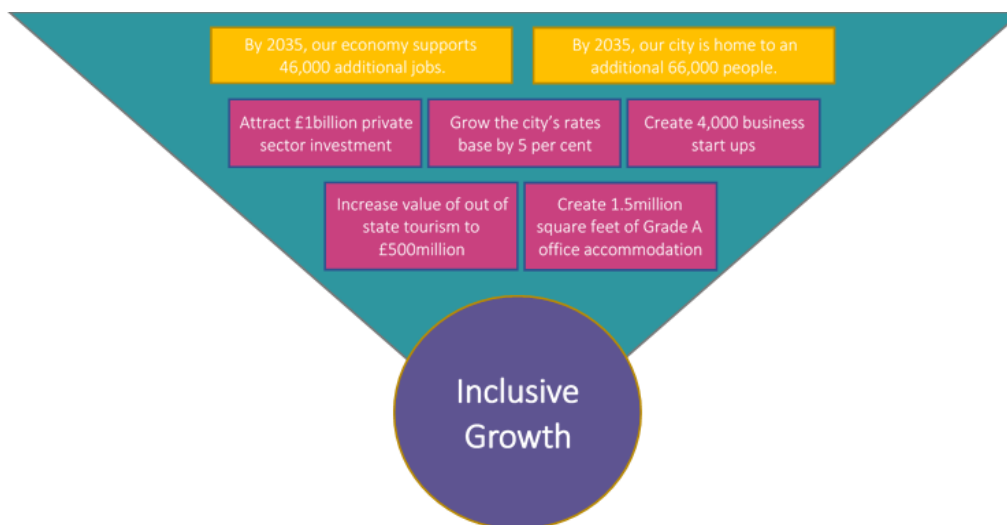 By 2035, our economy supports
46,000 additional jobs.
By 2035, our city is home to an
additional 66,000 people.
Attract £1billion private
sector investment
Grow the city's rates
base by 5 per cent
Create 4,000 business
start ups
Increase value of out of
state tourism to
£500million
Create 1.5million
square feet of Grade A
office accommodation
Inclusive
Growth